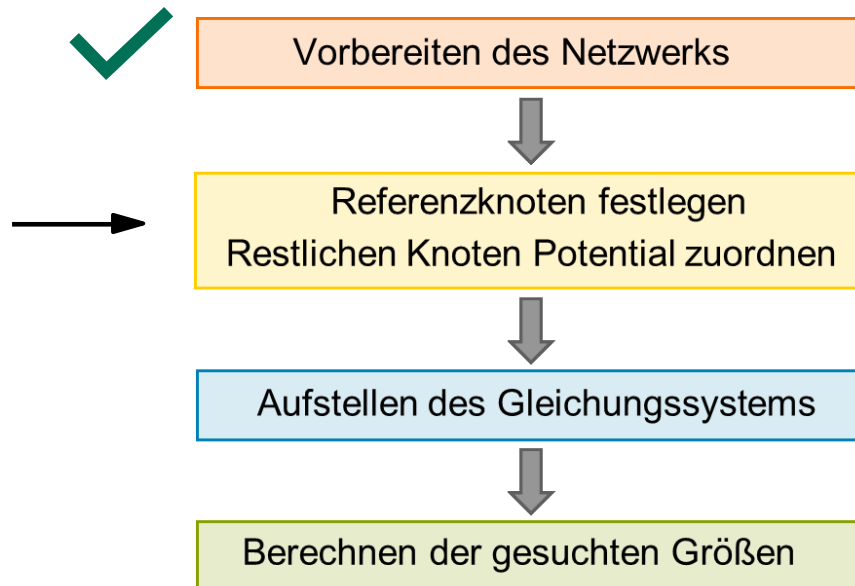 Vorbereiten des Netzwerks
Referenzknoten festlegen
Restlichen Knoten Potential zuordnen
Aufstellen des Gleichungssystems
Berechnen der gesuchten Größen